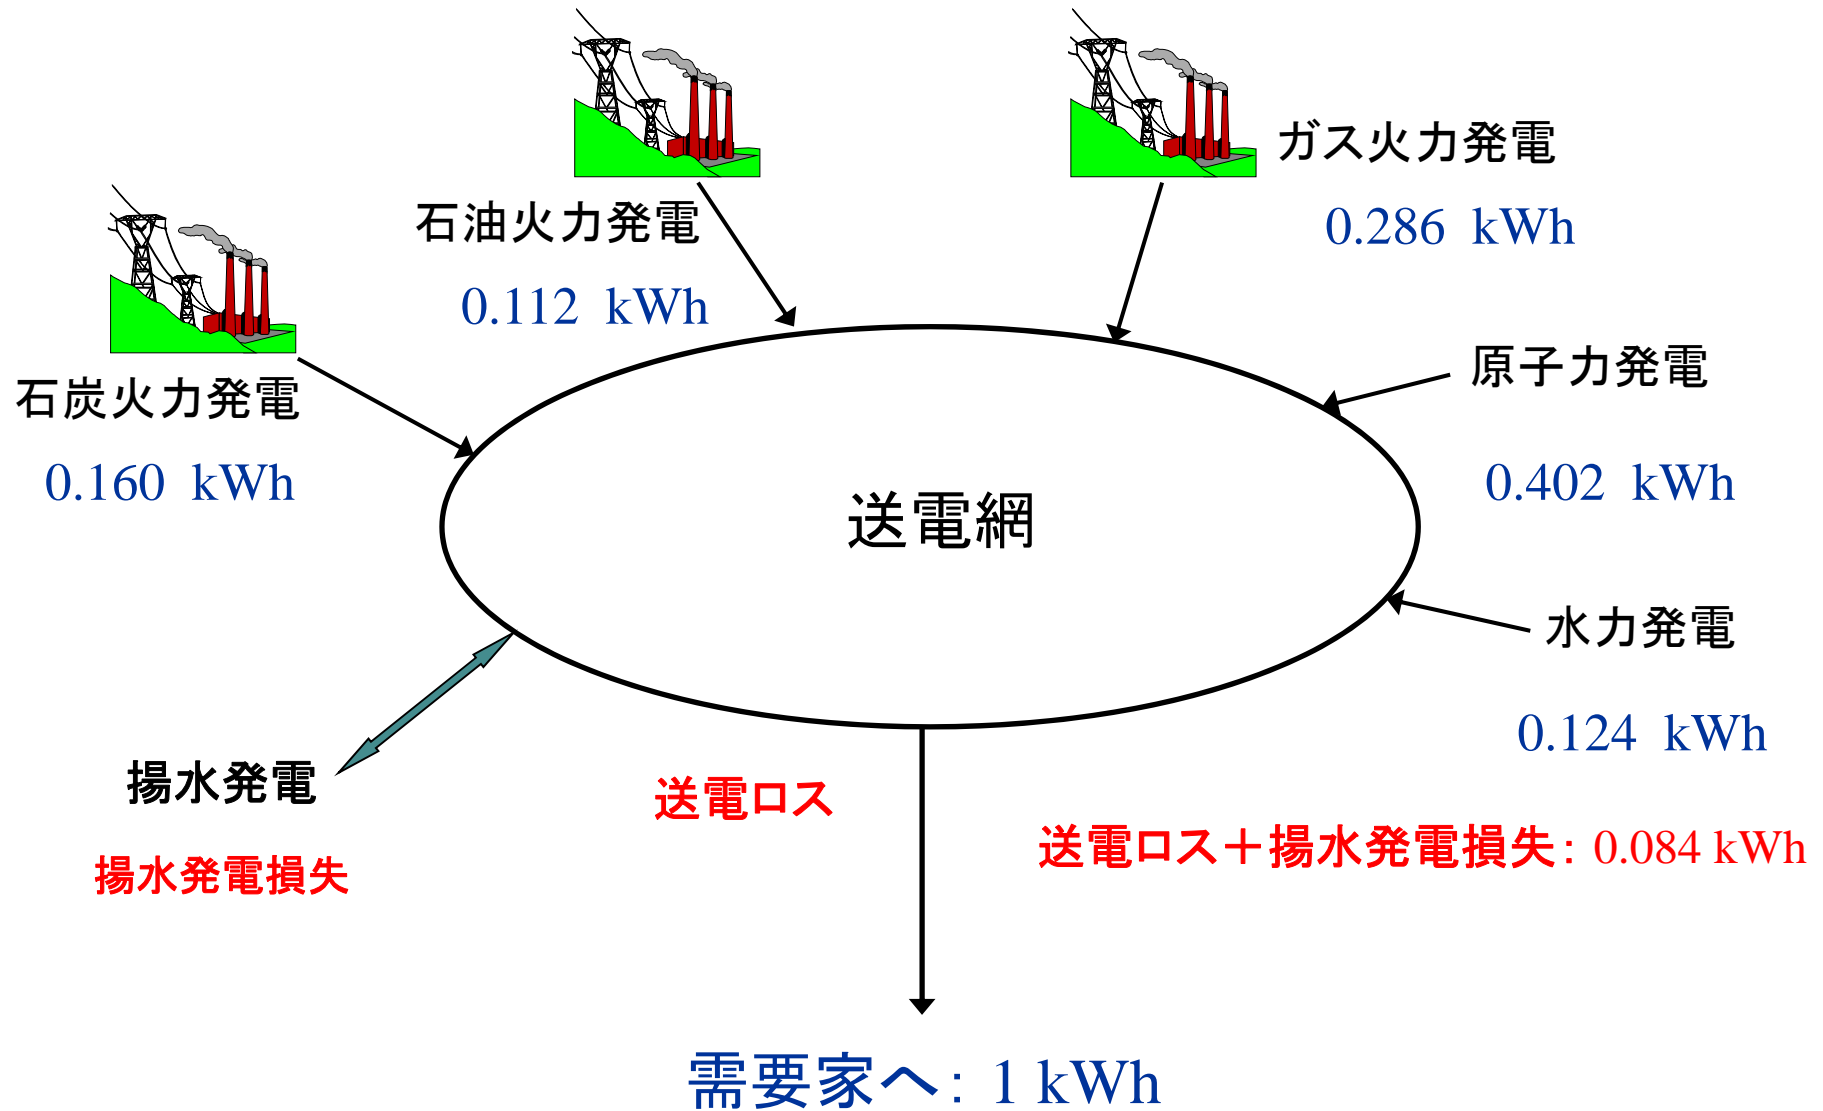 ガス火力発電
0.286 kWh
石油火力発電
0.112 kWh
石炭火力発電
0.160 kWh
原子力発電
0.402 kWh
送電網
水力発電
0.124 kWh
揚水発電
揚水発電損失
送電ロス
送電ロス＋揚水発電損失： 0.084 kWh
需要家へ： 1 kWh